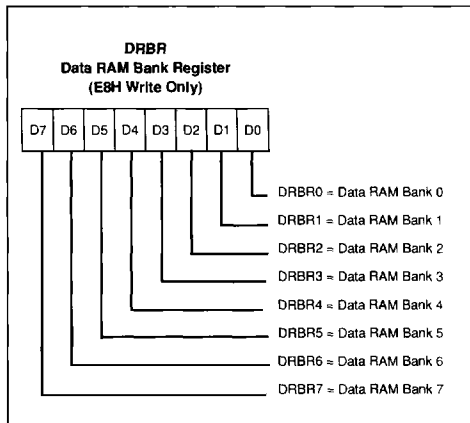 DRBR
Data RAM Bank Register
(E8H Write Only)
D7 D6 D5 D4 D3 D2 D1 D0
DRBR0 = Data RAM Bank 0
DRBR1 = Data RAM Bank 1
DRBR2 = Data RAM Bank 2
DRBR3 = Data RAM Bank 3
DRBR4 = Data RAM Bank 4
DRBR5 = Data RAM Bank 5
DRBR6 = Data RAM Bank 6
DRBR7 = Data RAM Bank 7